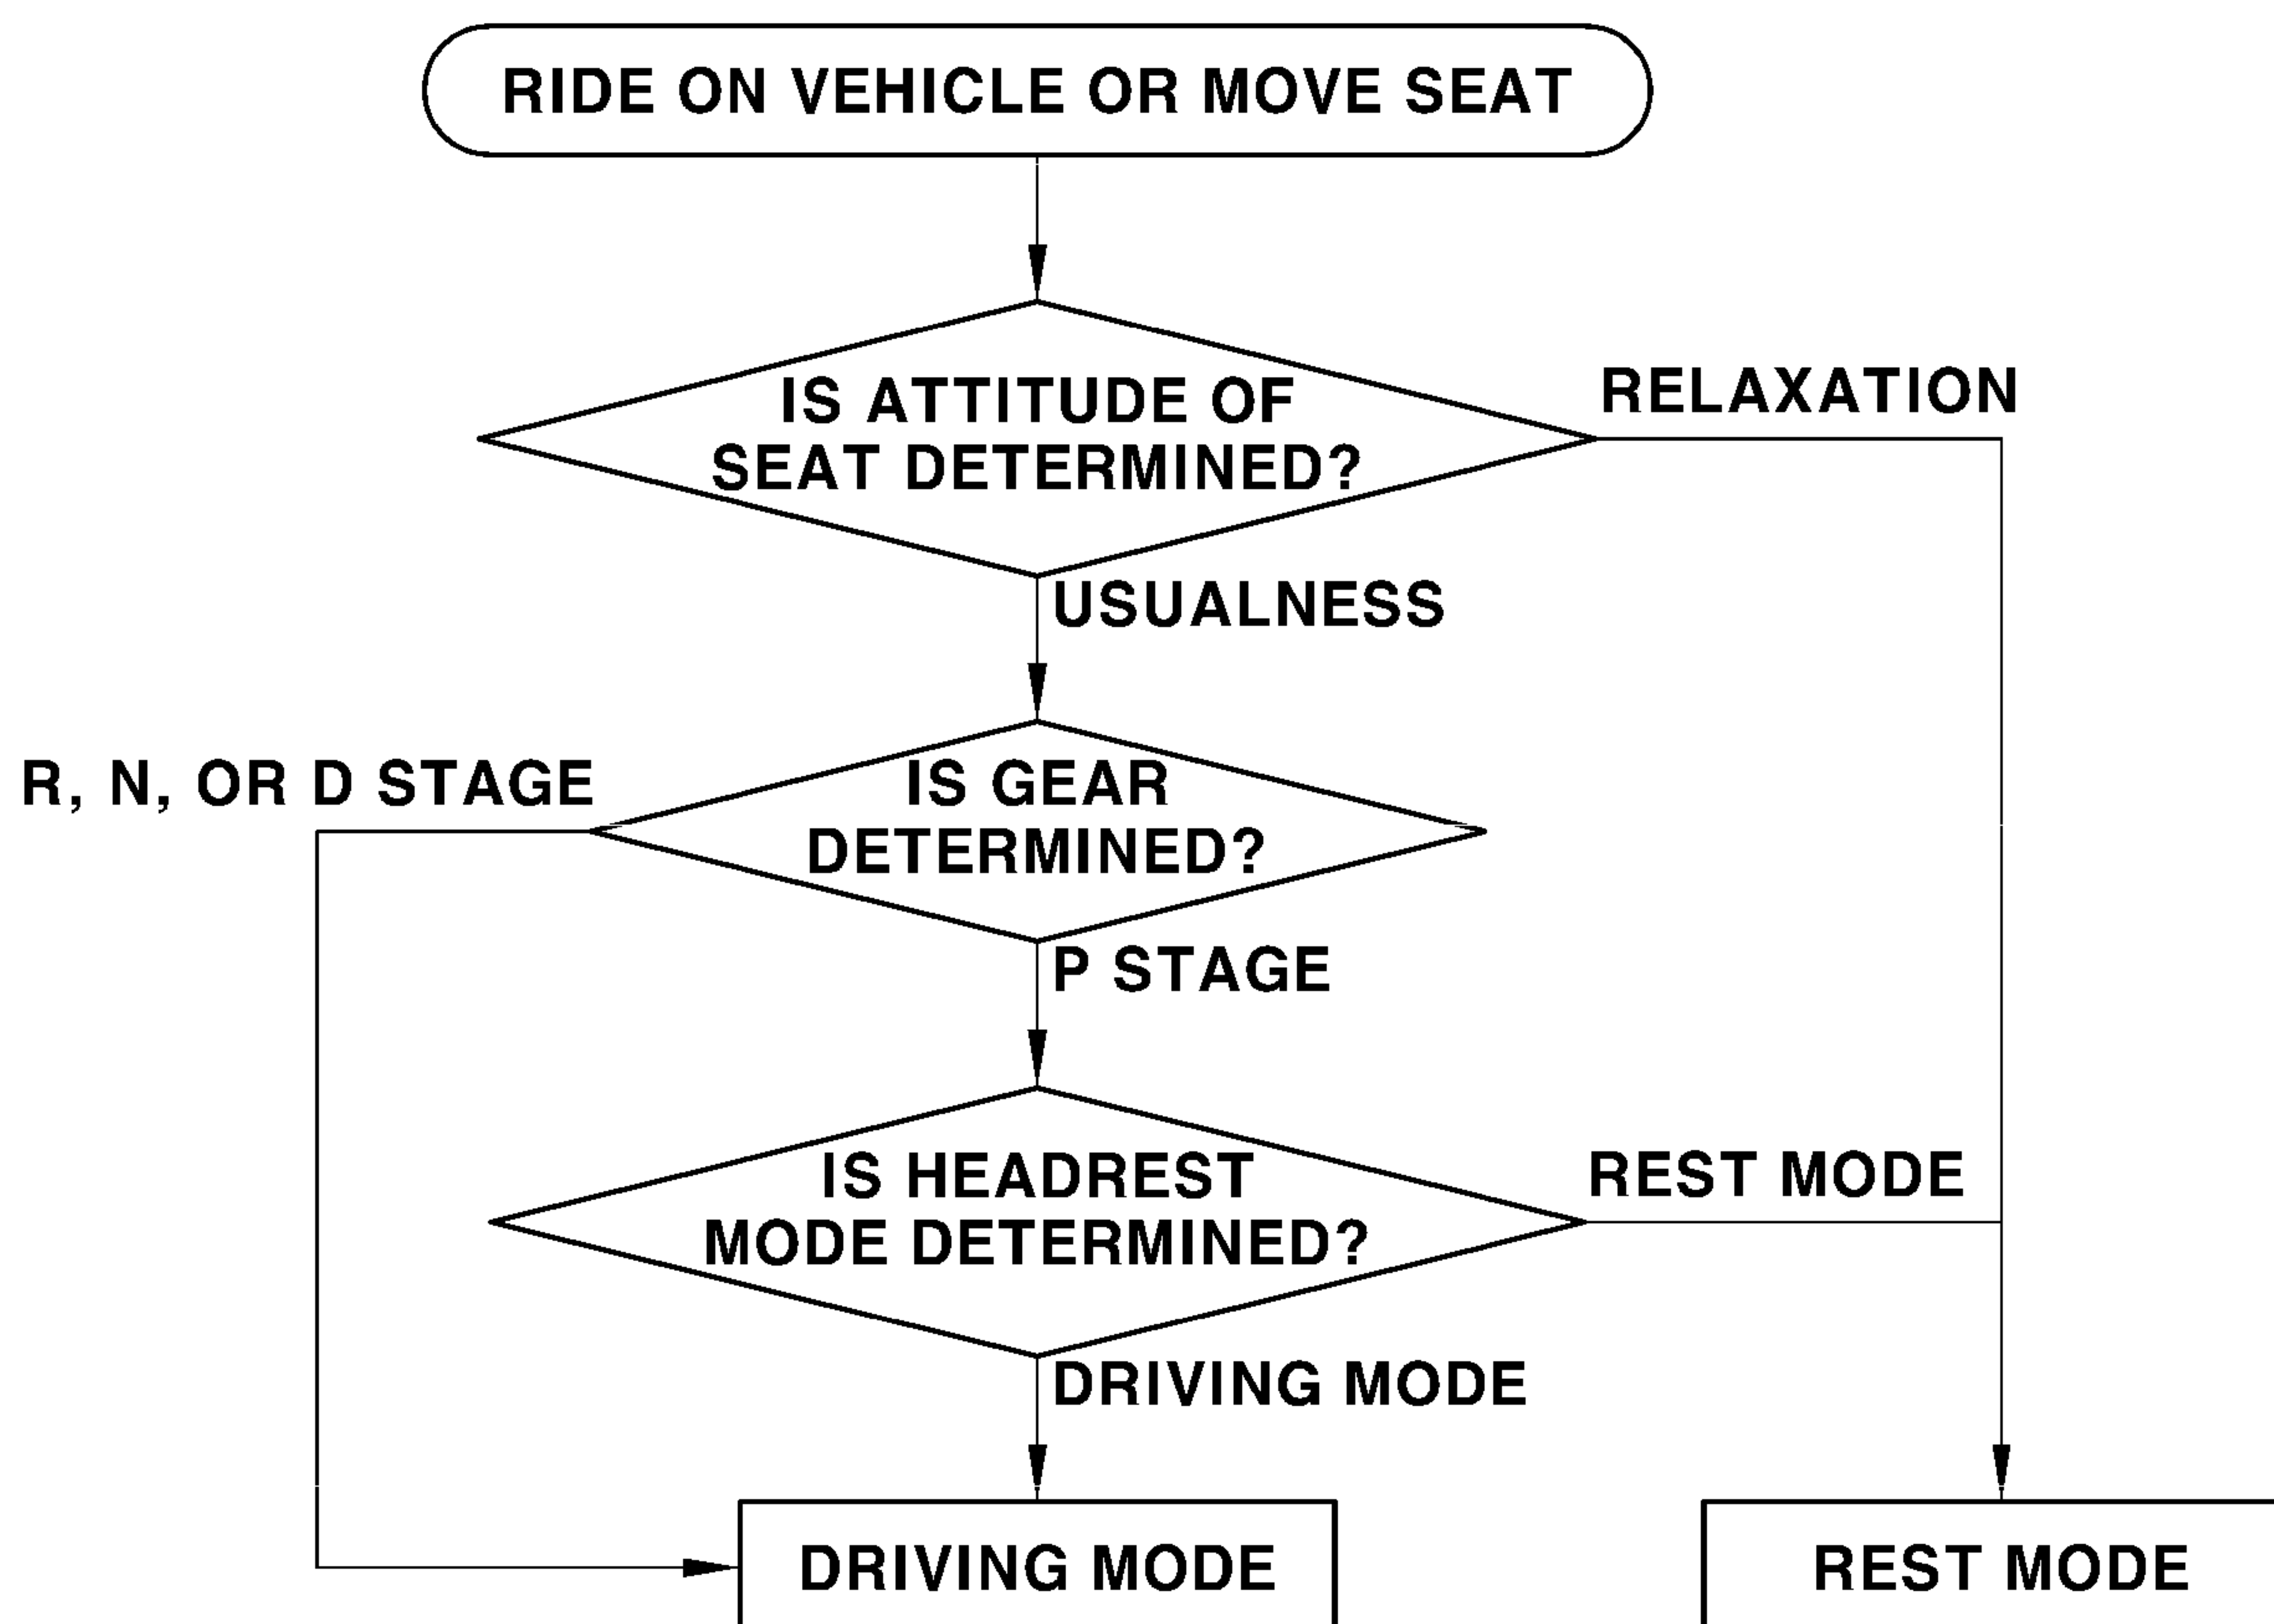 RIDE ON VEHICLE OR MOVE SEAT
IS ATTITUDE OF
SEAT DETERMINED?
RELAXATION
USUALNESS
R, N, OR D STAGE
IS GEAR
DETERMINED?
P STAGE
IS HEADREST
MODE DETERMINED?
REST MODE
DRIVING MODE
DRIVING MODE
REST MODE